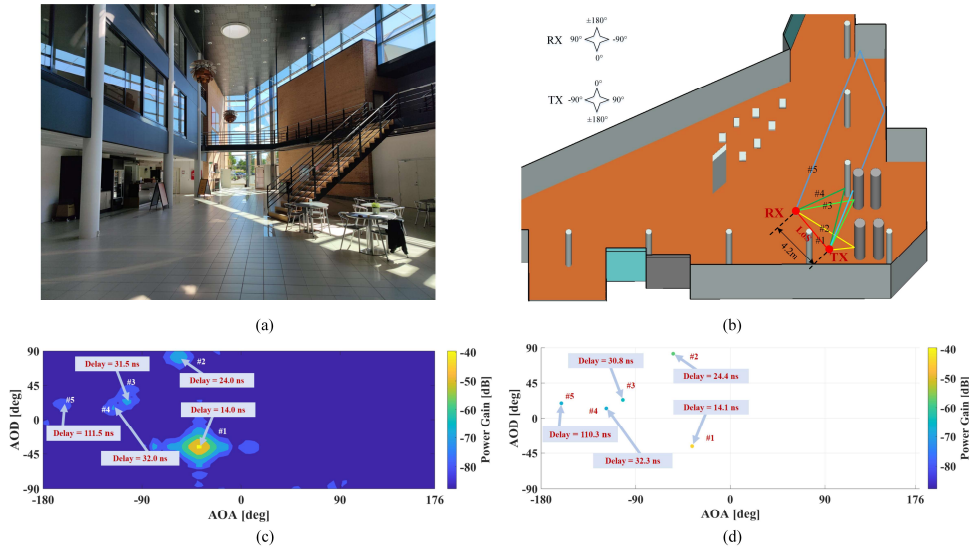 ±180°
RX 90° -90°
0°
0°
TX -90° 90°
±180°
#5
#4
#3
RX
#2
LoS
#1
TX
4.2m
(a)
(b)
90
45
0
-45
-90
AOD [deg]
-180
-90
0
90
176
AOA [deg]
Delay = 31.5 ns
#2
#3
Delay = 24.0 ns
#5
#4
Delay = 14.0 ns
Delay = 111.5 ns
#1
Delay = 32.0 ns
-40
-50
-60
-70
-80
Power Gain [dB]
(c)
90
45
0
-45
-90
AOD [deg]
-180
-90
0
90
176
AOA [deg]
#2
Delay = 30.8 ns
Delay = 24.4 ns
#3
#5
#4
Delay = 14.1 ns
Delay = 110.3 ns
#1
Delay = 32.3 ns
-40
-50
-60
-70
-80
Power Gain [dB]
(d)